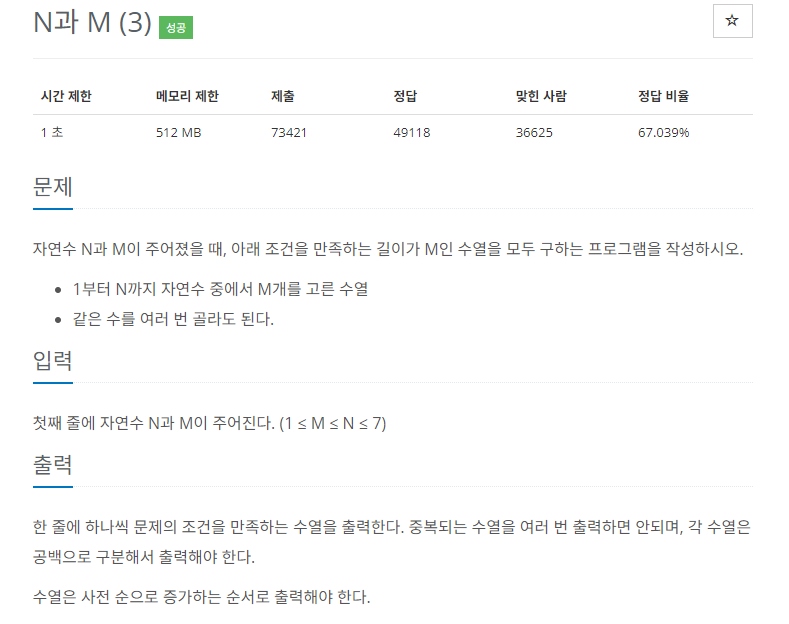 N과 M (3) 성공
☆
시간 제한 메모리 제한 제출 정답 맞힌 사람 정답 비율
1 초 512 MB 73421 49118 36625 67.039%
문제
자연수 N과 M이 주어졌을 때, 아래 조건을 만족하는 길이가 M인 수열을 모두 구하는 프로그램을 작성하시오.
• 1부터 N까지 자연수 중에서 M개를 고른 수열
• 같은 수를 여러 번 골라도 된다.
입력
첫째 줄에 자연수 N과 M이 주어진다. (1 ≤ M ≤ N ≤ 7)
출력
한 줄에 하나씩 문제의 조건을 만족하는 수열을 출력한다. 중복되는 수열을 여러 번 출력하면 안되며, 각 수열은
공백으로 구분해서 출력해야 한다.
수열은 사전 순으로 증가하는 순서로 출력해야 한다.